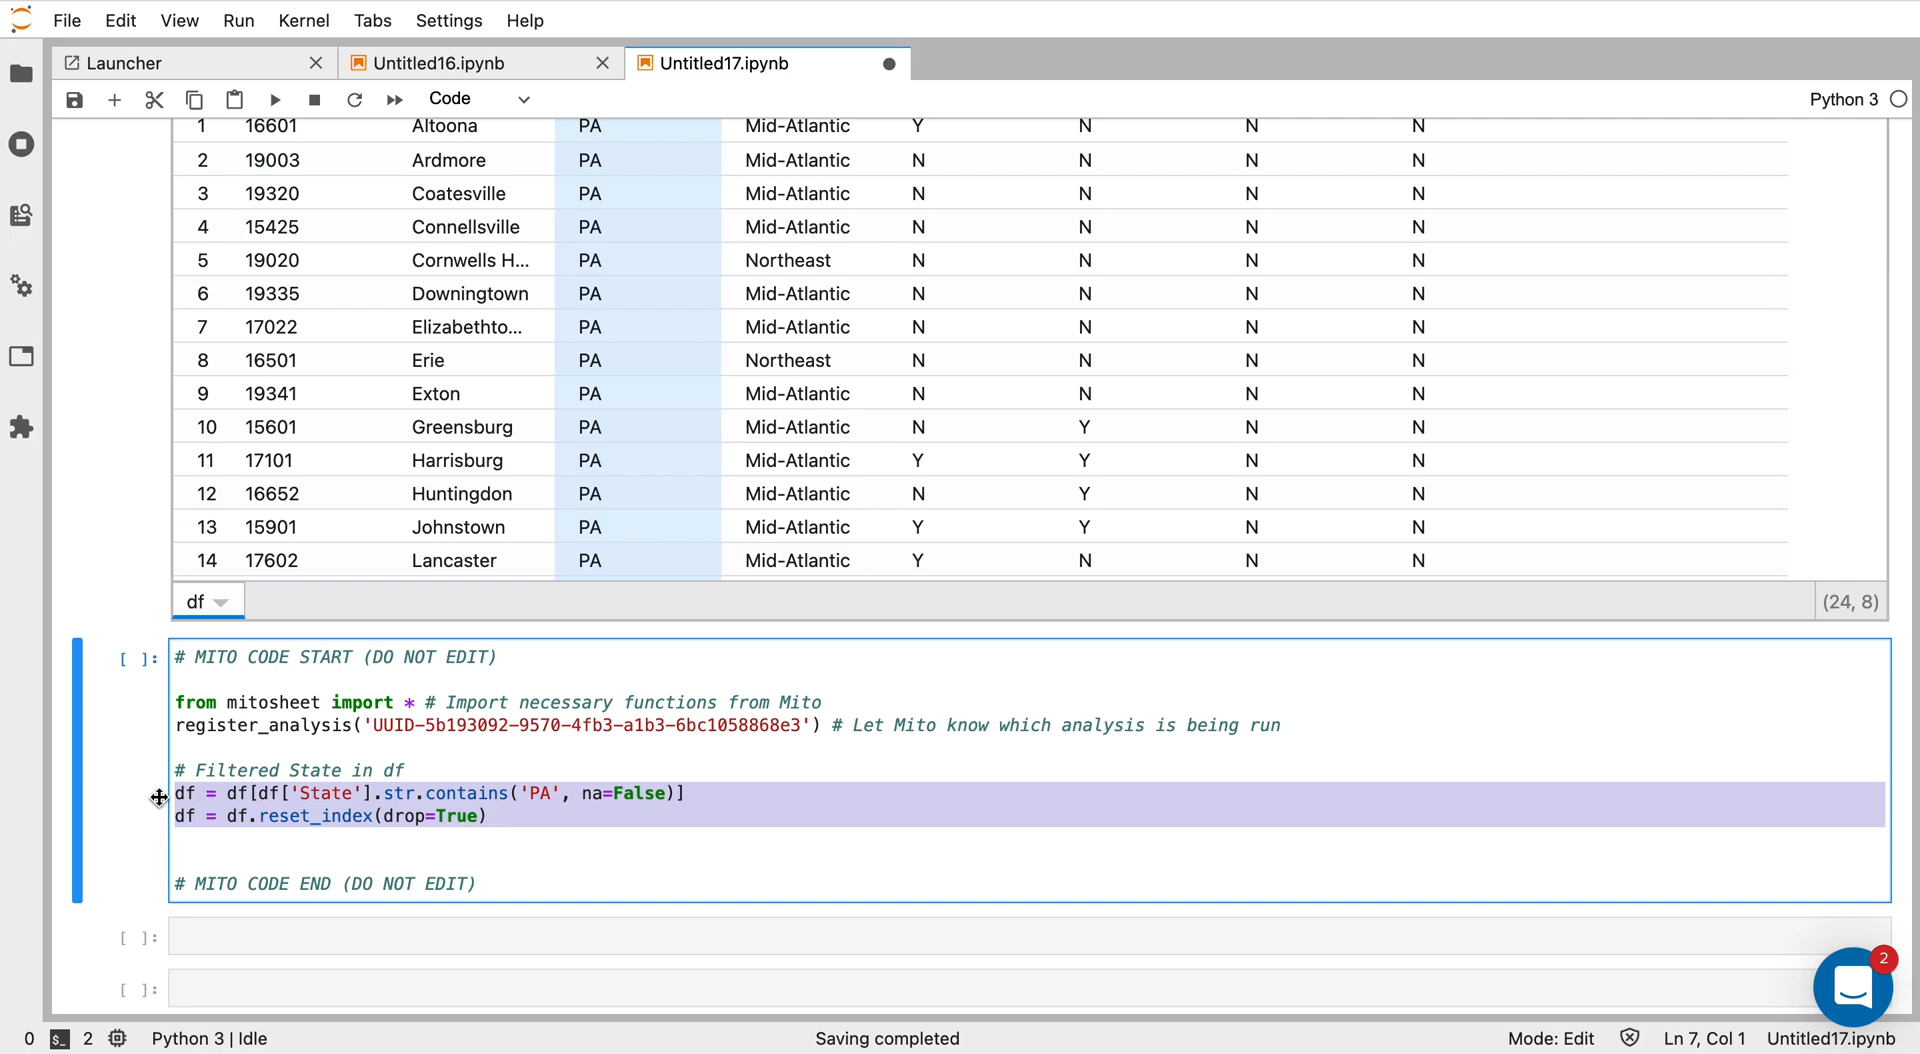 File Edit View Run Kernel Tabs Settings Help
Launcher Untitled16.ipynb Untitled17.ipynb
Code Python 3
1 16601 Altoona PA Mid-Atlantic Y N N N
2 19003 Ardmore PA Mid-Atlantic N N N N
3 19320 Coatesville PA Mid-Atlantic N N N N
4 15425 Connellsville PA Mid-Atlantic N N N N
5 19020 Cornwells H... PA Northeast N N N N
6 19335 Downingtown PA Mid-Atlantic N N N N
7 17022 Elizabethto... PA Mid-Atlantic N N N N
8 16501 Erie PA Northeast N N N N
9 19341 Exton PA Mid-Atlantic N N N N
10 15601 Greensburg PA Mid-Atlantic N Y N N
11 17101 Harrisburg PA Mid-Atlantic Y Y N N
12 16652 Huntingdon PA Mid-Atlantic N Y N N
13 15901 Johnstown PA Mid-Atlantic Y Y N N
14 17602 Lancaster PA Mid-Atlantic Y N N N
df (24, 8)
[ ]: # MITO CODE START (DO NOT EDIT)
from mitosheet import * # Import necessary functions from Mito
register_analysis('UUID-5b193092-9570-4fb3-a1b3-6bc1058868e3') # Let Mito know which analysis is being run
# Filtered State in df
df = df[df['State'].str.contains('PA', na=False)]
df = df.reset_index(drop=True)
# MITO CODE END (DO NOT EDIT)
[ ]:
2
[ ]:
0 $_ 2 Python 3 | Idle Saving completed Mode: Edit Ln 7, Col 1 Untitled17.ipynb